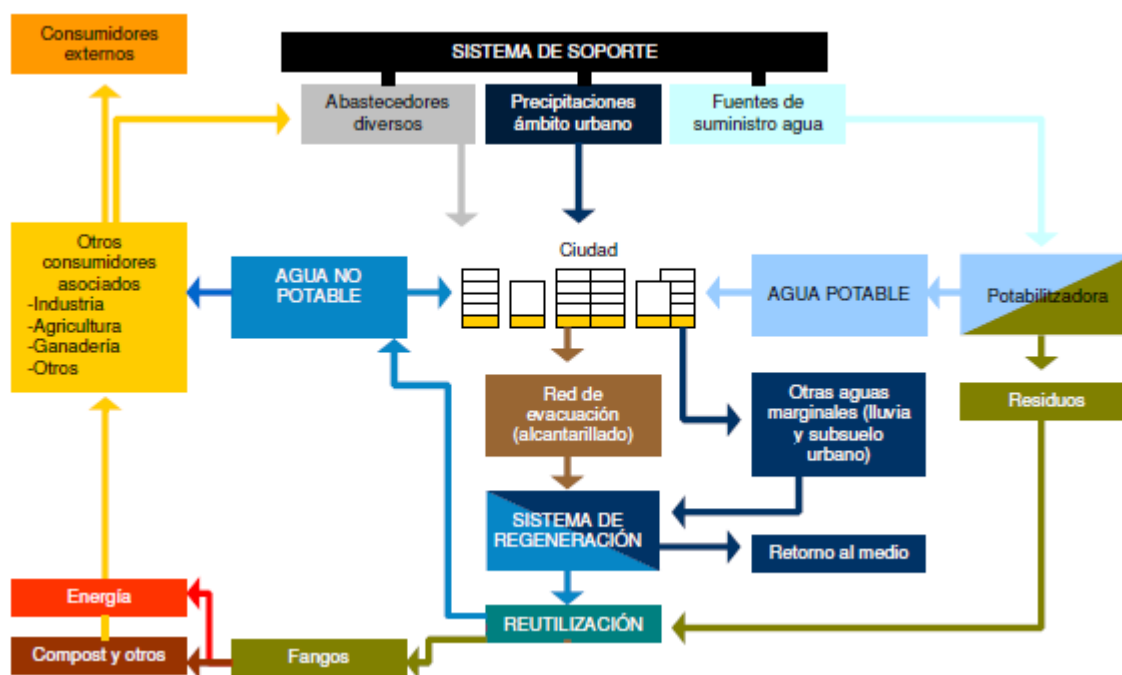 Consumidores
externos
SISTEMA DE SOPORTE
Abastecedores
diversos
Precipitaciones
ámbito urbano
Fuentes de
suministro agua
Otros
consumidores
asociados
-Industria
-Agricultura
-Ganadería
-Otros
AGUA NO
POTABLE
Ciudad
AGUA POTABLE
Potabilitzadora
Red de
evacuación
(alcantarillado)
Otras aguas
marginales (lluvia
y subsuelo
urbano)
Residuos
SISTEMA DE
REGENERACIÓN
Retorno al medio
Energía
REUTILIZACIÓN
Compost y otros
Fangos